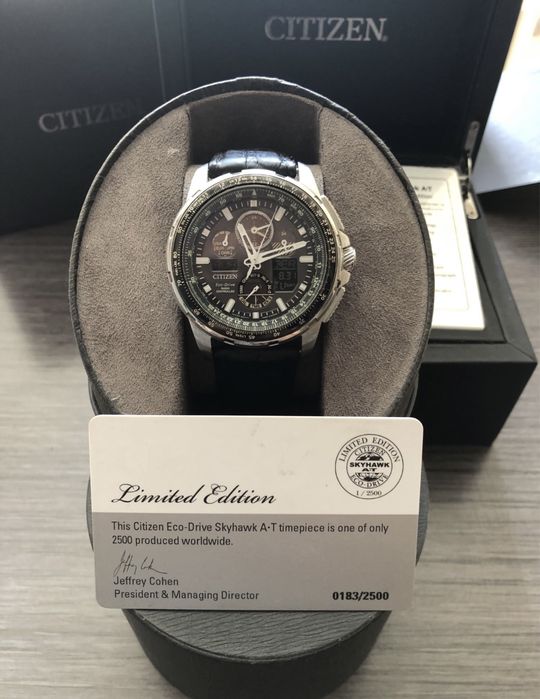 CITIZEN
CITIZEN
CITIZEN
Eco-Drive
LIMITED EDITION
CITIZEN
SKYHAWK
A·T
ECO-DRIVE
1/2500
Limited Edition
This Citizen Eco-Drive Skyhawk A·T timepiece is one of only
2500 produced worldwide.
Jeffrey Cohen
President & Managing Director
0183/2500